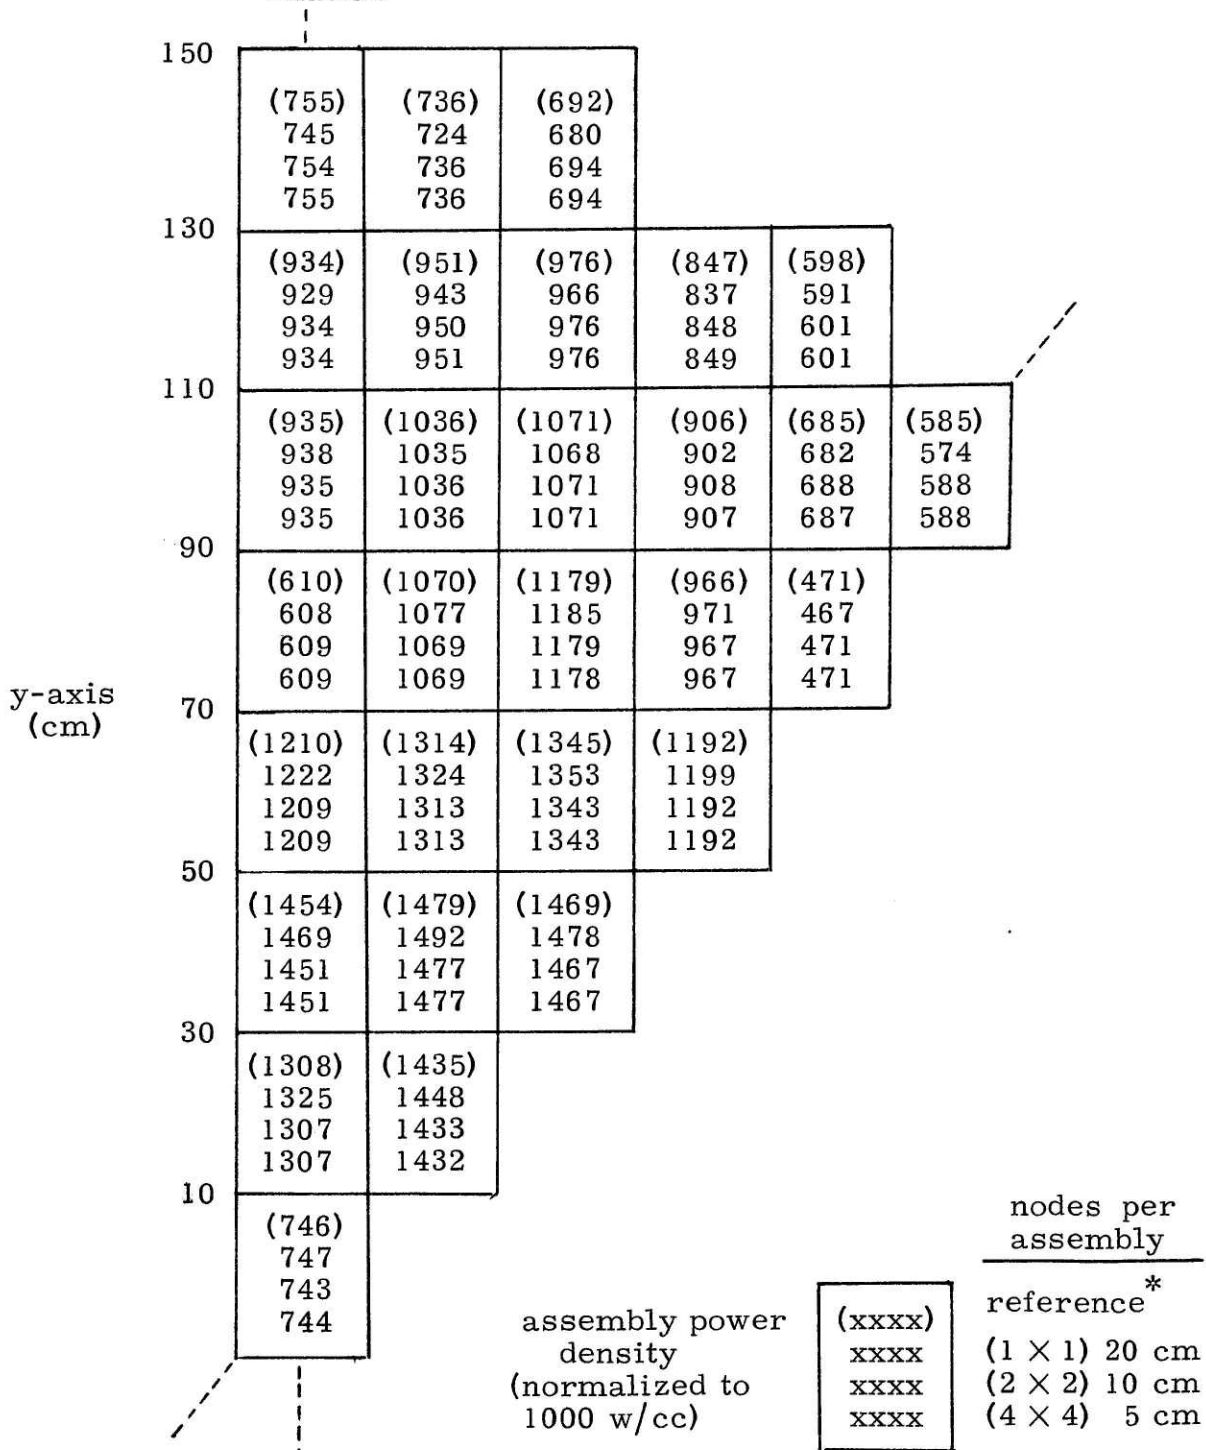 150
(755) (736) (692)
745 724 680
754 736 694
755 736 694
130
(934) (951) (976) (847) (598)
929 943 966 837 591
934 950 976 848 601
934 951 976 849 601
110
(935) (1036) (1071) (906) (685) (585)
938 1035 1068 902 682 574
935 1036 1071 908 688 588
935 1036 1071 907 687 588
90
(610) (1070) (1179) (966) (471)
608 1077 1185 971 467
609 1069 1179 967 471
609 1069 1178 967 471
y-axis
(cm)
70
(1210) (1314) (1345) (1192)
1222 1324 1353 1199
1209 1313 1343 1192
1209 1313 1343 1192
50
(1454) (1479) (1469)
1469 1492 1478
1451 1477 1467
1451 1477 1467
30
(1308) (1435)
1325 1448
1307 1433
1307 1432
10
(746)
747
743
744
assembly power
density
(normalized to
1000 w/cc)
(xxxx)
xxxx
xxxx
xxxx
nodes per
assembly
reference*
(1 × 1) 20 cm
(2 × 2) 10 cm
(4 × 4) 5 cm